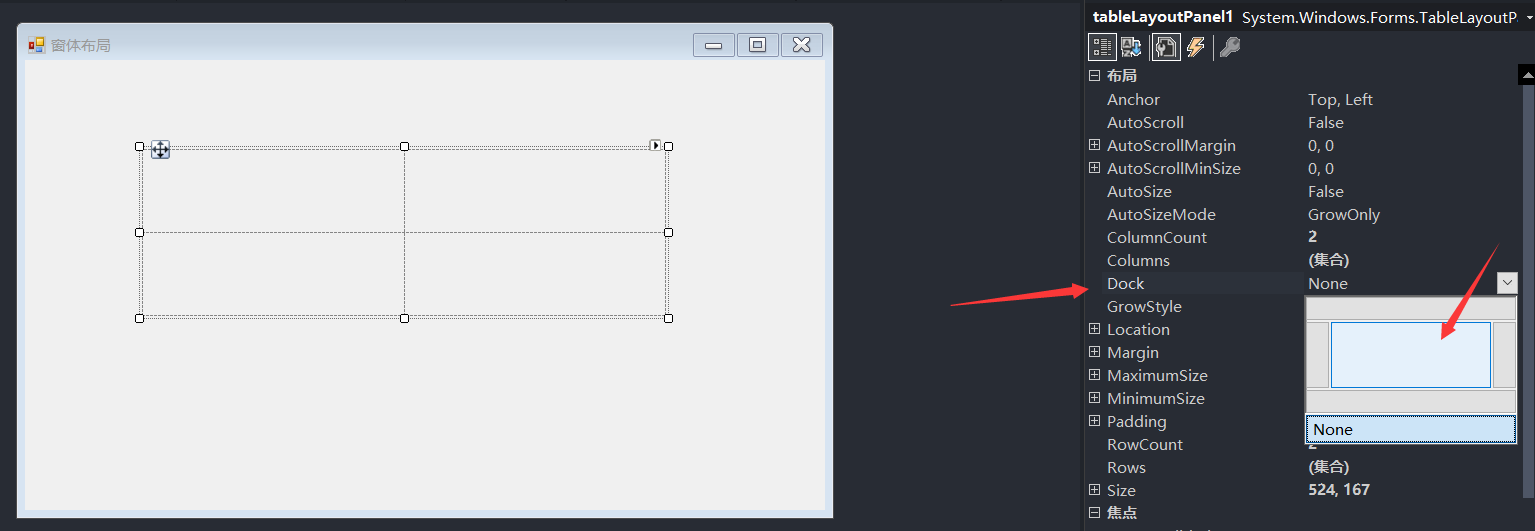 窗体布局
tableLayoutPanel1 System.Windows.Forms.TableLayoutP
布局
Anchor Top, Left
AutoScroll False
AutoScrollMargin 0, 0
AutoScrollMinSize 0, 0
AutoSize False
AutoSizeMode GrowOnly
ColumnCount 2
Columns (集合)
Dock None
GrowStyle
Location
Margin
MaximumSize
MinimumSize
Padding
None
RowCount 2
Rows (集合)
Size 524, 167
焦点